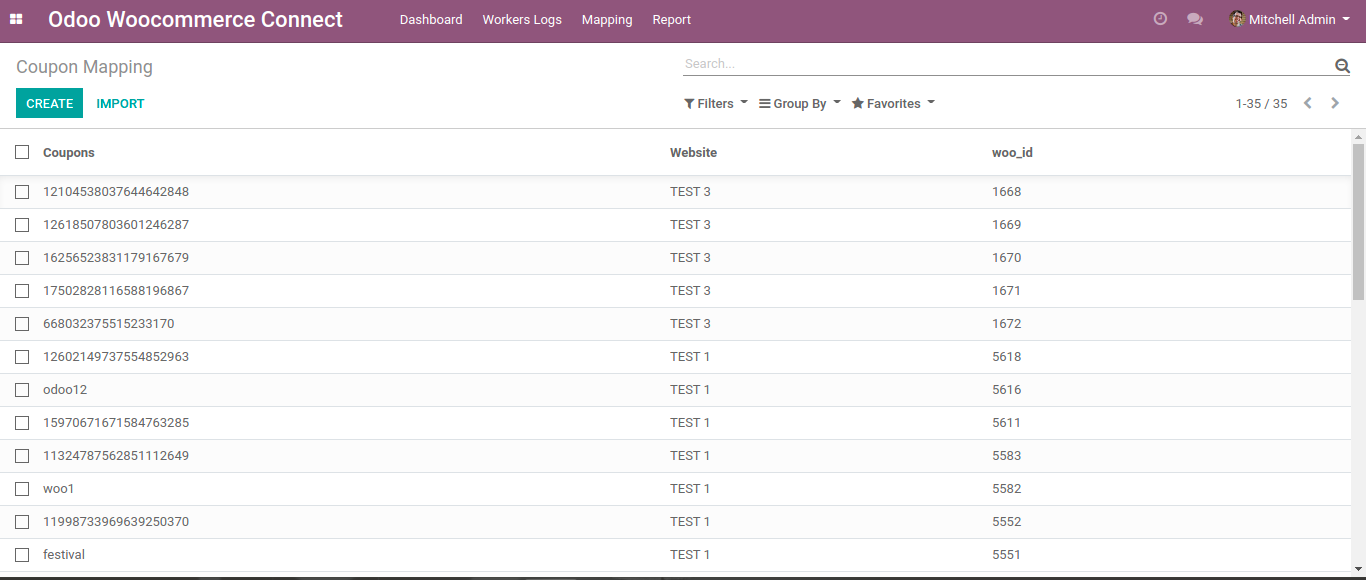 Odoo Woocommerce Connect Dashboard Workers Logs Mapping Report Mitchell Admin
Coupon Mapping Search...
CREATE IMPORT Filters Group By Favorites 1-35 / 35
Coupons Website woo_id
12104538037644642848 TEST 3 1668
12618507803601246287 TEST 3 1669
16256523831179167679 TEST 3 1670
17502828116588196867 TEST 3 1671
668032375515233170 TEST 3 1672
12602149737554852963 TEST 1 5618
odoo12 TEST 1 5616
15970671671584763285 TEST 1 5611
11324787562851112649 TEST 1 5583
woo1 TEST 1 5582
11998733969639250370 TEST 1 5552
festival TEST 1 5551